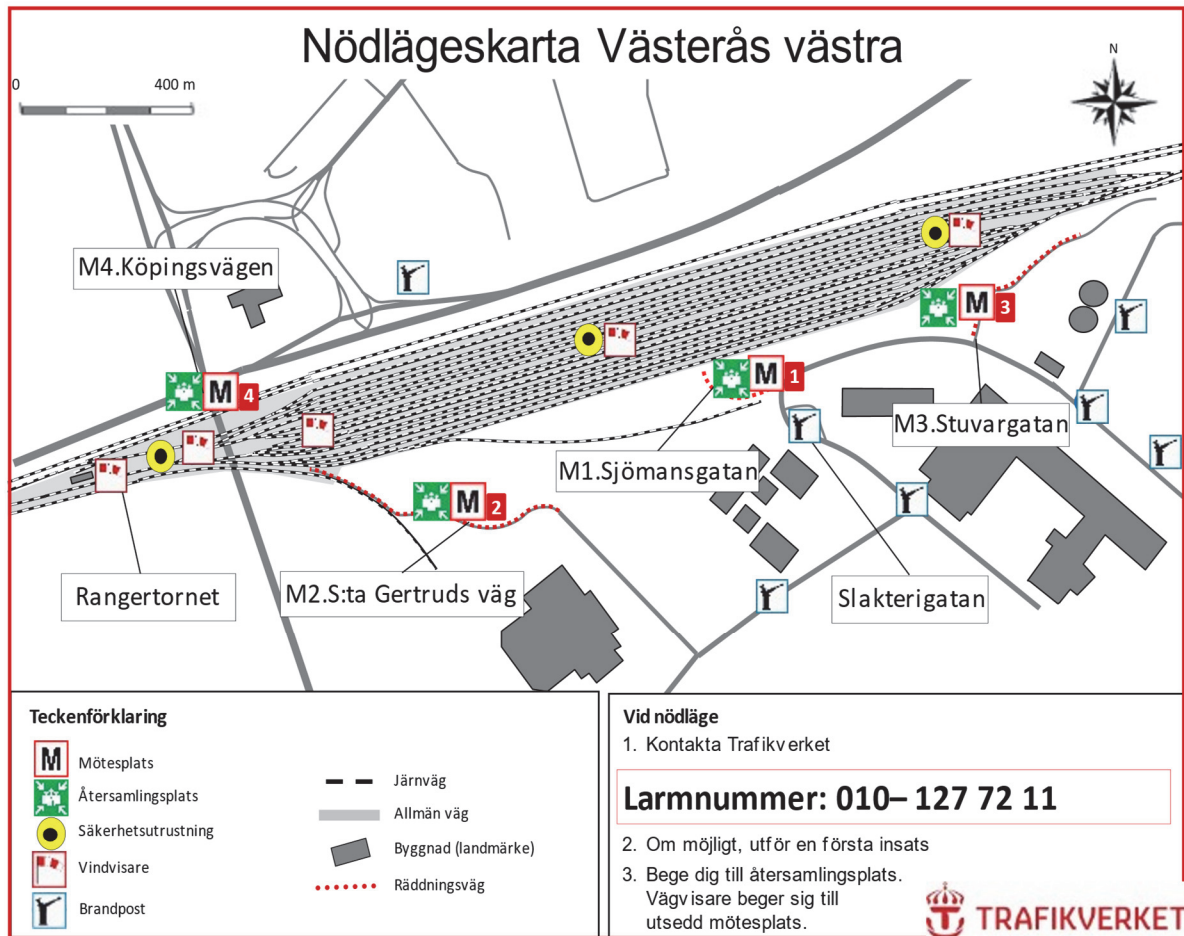 Nödlägeskarta Västerås västra
0 400 m
N
M4.Köpingsvägen
M 3
M 1
M 4
M3.Stuvargatan
M1.Sjömansgatan
M 2
Rangertornet
M2.S:ta Gertruds väg
Slakterigatan
Teckenförklaring
M Mötesplats
Återsamlingsplats
Säkerhetsutrustning
Vindvisare
Brandpost
Järnväg
Allmän väg
Byggnad (landmärke)
Räddningsväg
Vid nödläge
1. Kontakta Trafikverket
Larmnummer: 010– 127 72 11
2. Om möjligt, utför en första insats
3. Bege dig till återsamlingsplats.
Vägvisare beger sig till
utsedd mötesplats.
TRAFIKVERKET